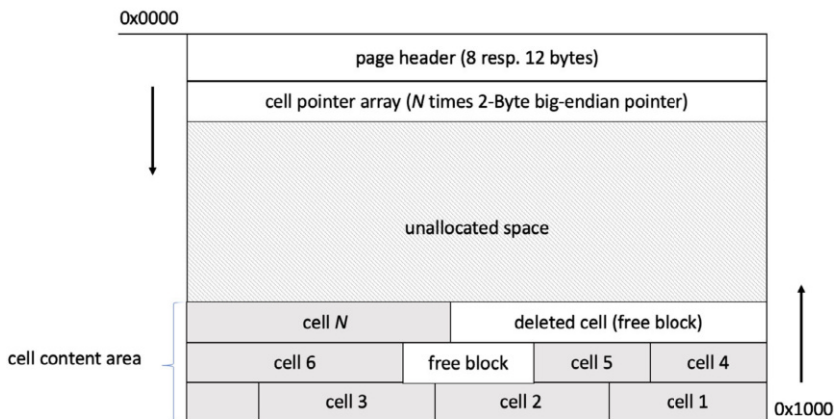 0x0000
page header (8 resp. 12 bytes)
cell pointer array (N times 2-Byte big-endian pointer)
unallocated space
cell N
deleted cell (free block)
cell content area
cell 6
free block
cell 5
cell 4
cell 3
cell 2
cell 1
0x1000